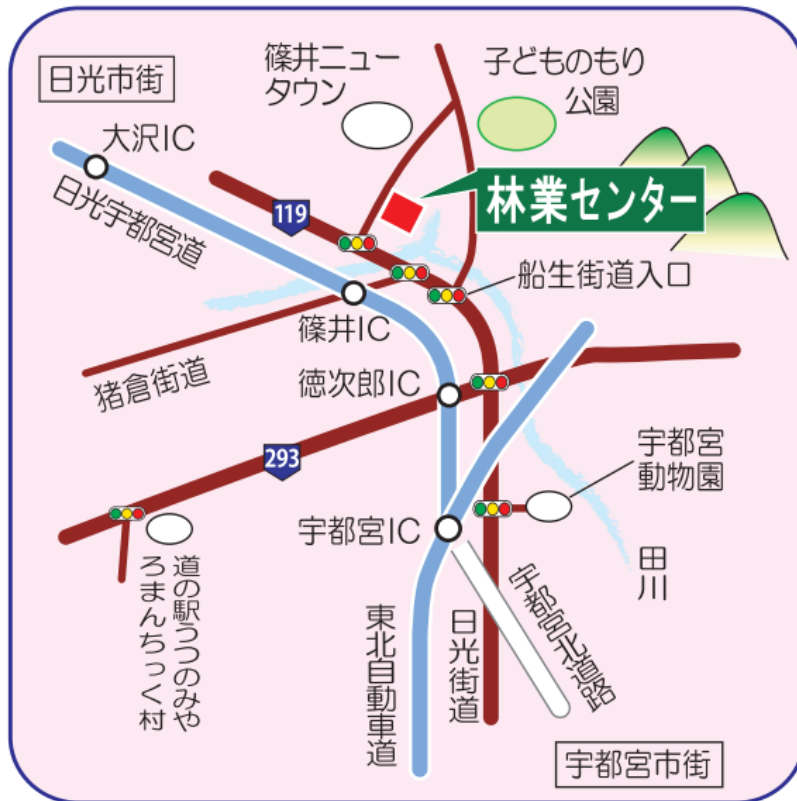 日光市街
篠井ニュー
タウン
子どものもり
公園
大沢IC
日光宇都宮道
119
林業センター
船生街道入口
篠井IC
猪倉街道
徳次郎IC
293
宇都宮
動物園
宇都宮IC
田川
道の駅うつのみや
ろまんちっく村
東北自動車道
日光街道
宇都宮北道路
宇都宮市街